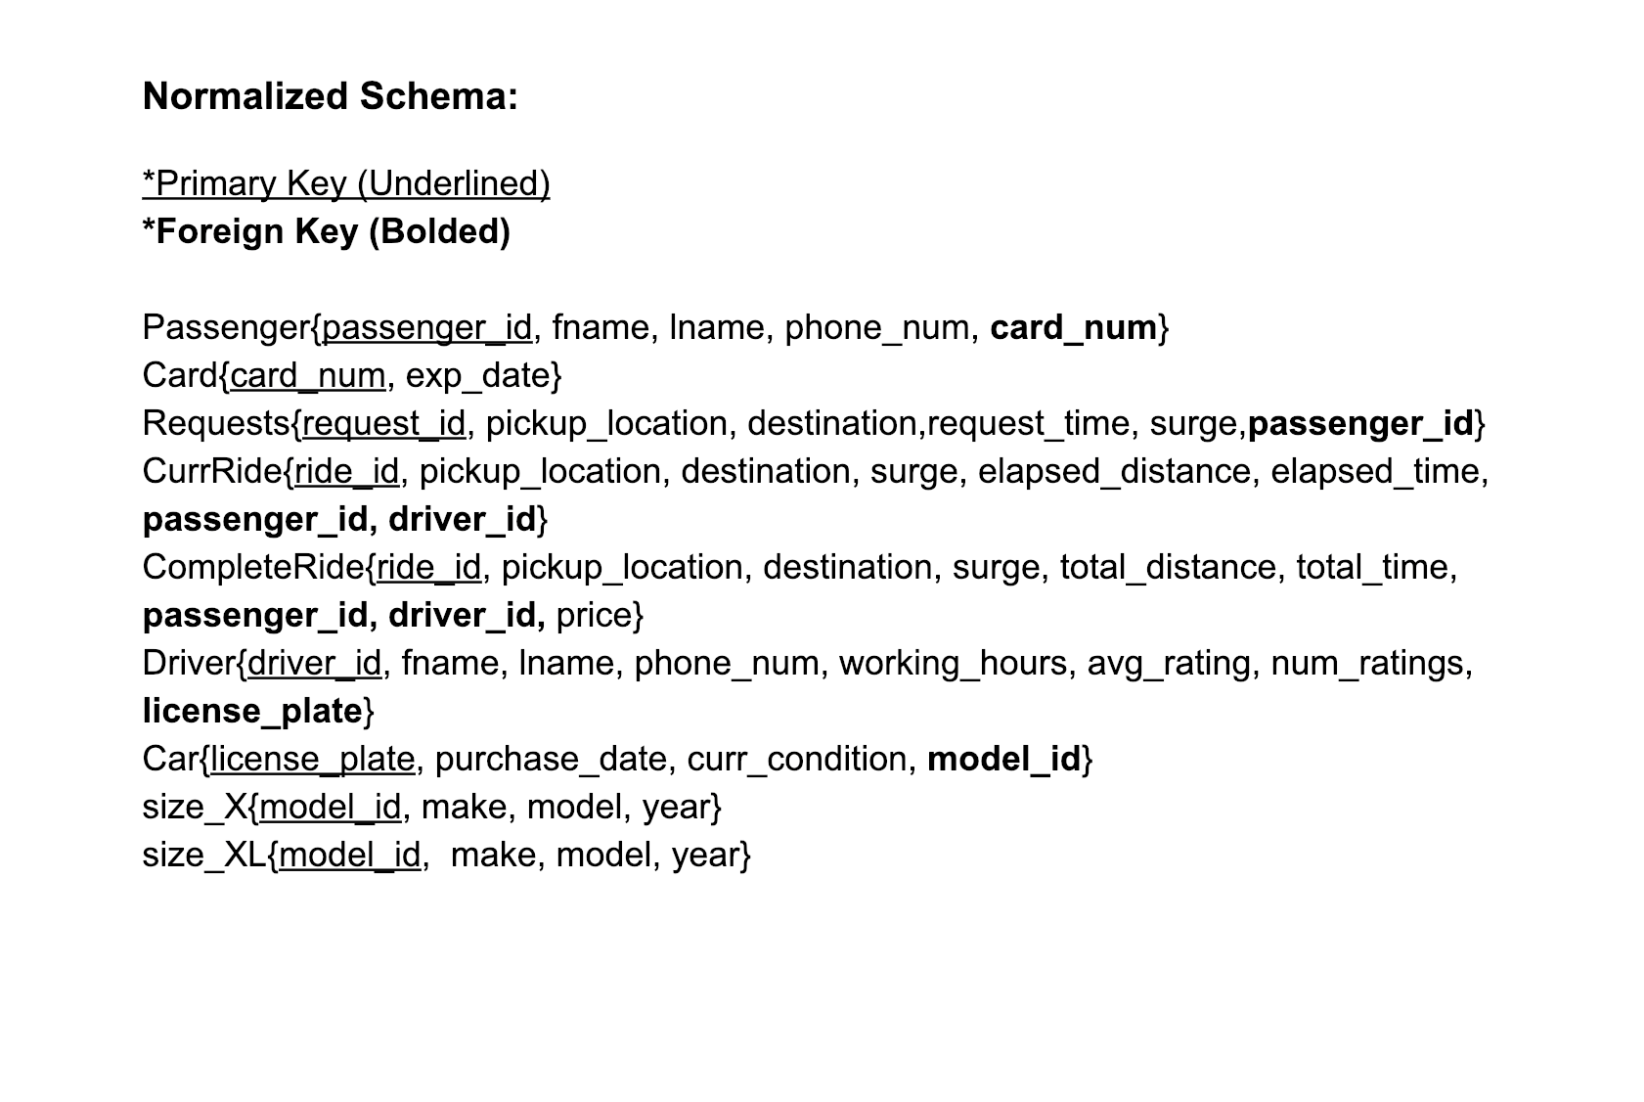 Normalized Schema:
*Primary Key (Underlined)
*Foreign Key (Bolded)
Passenger{passenger_id, fname, lname, phone_num, card_num}
Card{card_num, exp_date}
Requests{request_id, pickup_location, destination,request_time, surge,passenger_id}
CurrRide{ride_id, pickup_location, destination, surge, elapsed_distance, elapsed_time,
passenger_id, driver_id}
CompleteRide{ride_id, pickup_location, destination, surge, total_distance, total_time,
passenger_id, driver_id, price}
Driver{driver_id, fname, lname, phone_num, working_hours, avg_rating, num_ratings,
license_plate}
Car{license_plate, purchase_date, curr_condition, model_id}
size_X{model_id, make, model, year}
size_XL{model_id,  make, model, year}